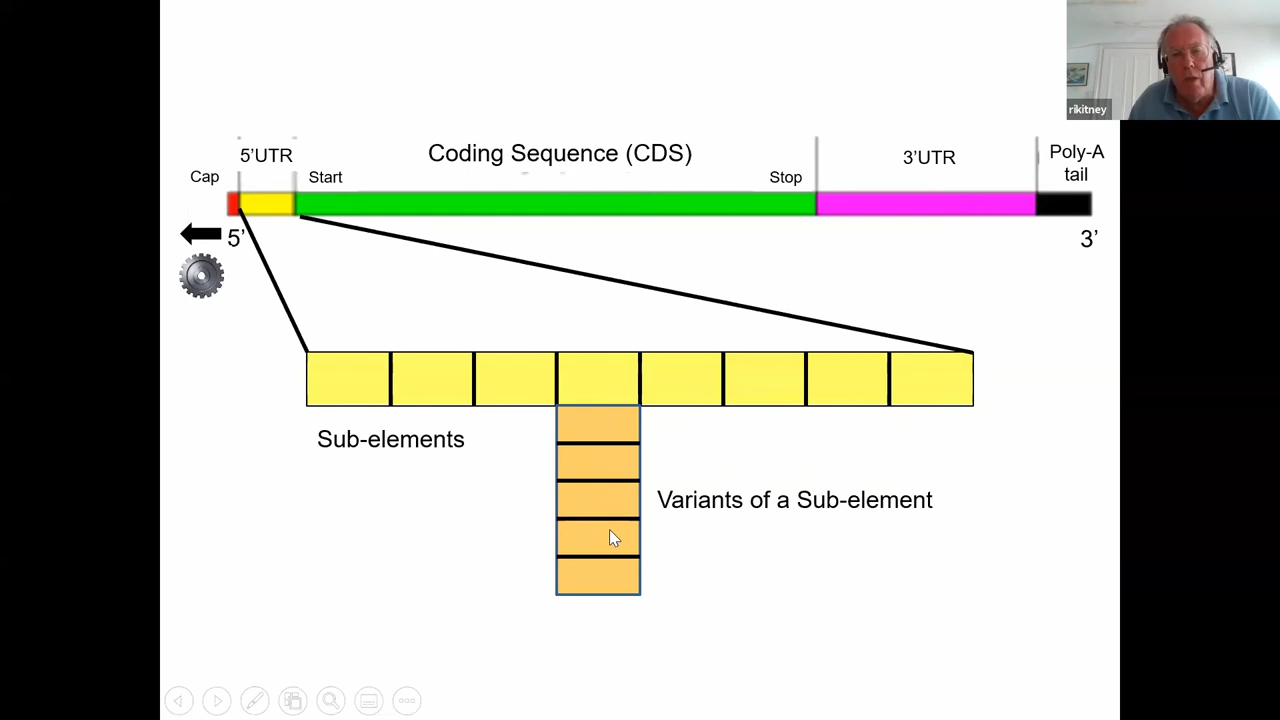 rikitney
5'UTR
Coding Sequence (CDS)
3'UTR
Poly-A
tail
Cap
Start
Stop
5'
3'
Sub-elements
Variants of a Sub-element